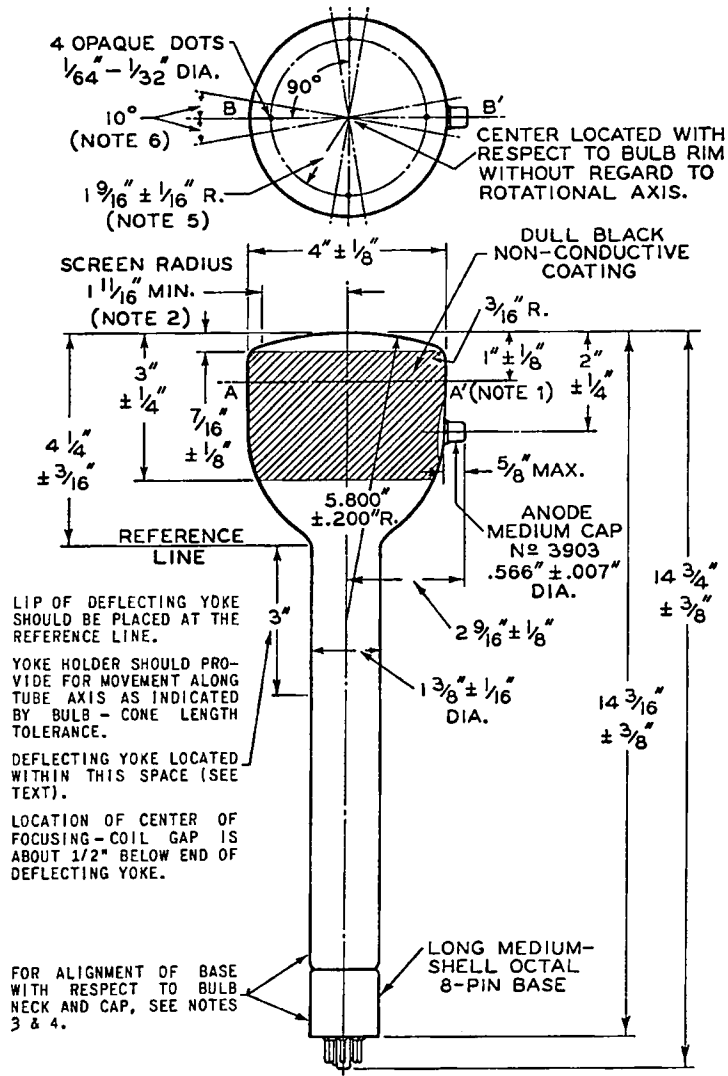 4 OPAQUE DOTS
1/64" – 1/32" DIA.
90°
10°
(NOTE 6)
B
B'
CENTER LOCATED WITH
RESPECT TO BULB RIM
WITHOUT REGARD TO
ROTATIONAL AXIS.
1 9/16" ± 1/16" R.
(NOTE 5)
4" ± 1/8"
DULL BLACK
NON-CONDUCTIVE
COATING
SCREEN RADIUS
1 11/16" MIN.
(NOTE 2)
3/16" R.
3"
± 1/4"
1" ± 1/8"
2"
± 1/4"
A
A' (NOTE 1)
7/16"
± 1/8"
4 1/4"
± 3/16"
5/8" MAX.
5.800"
±.200"R.
ANODE
MEDIUM CAP
Nº 3903
.566" ±.007"
DIA.
REFERENCE
LINE
14 3/4"
± 3/8"
LIP OF DEFLECTING YOKE
SHOULD BE PLACED AT THE
REFERENCE LINE.
3"
2 9/16" ± 1/8"
YOKE HOLDER SHOULD PRO-
VIDE FOR MOVEMENT ALONG
TUBE AXIS AS INDICATED
BY BULB – CONE LENGTH
TOLERANCE.
1 3/8" ± 1/16"
DIA.
14 3/16"
± 3/8"
DEFLECTING YOKE LOCATED
WITHIN THIS SPACE (SEE
TEXT).
LOCATION OF CENTER OF
FOCUSING–COIL GAP IS
ABOUT 1/2" BELOW END OF
DEFLECTING YOKE.
LONG MEDIUM-
SHELL OCTAL
8-PIN BASE
FOR ALIGNMENT OF BASE
WITH RESPECT TO BULB
NECK AND CAP, SEE NOTES
3 & 4.